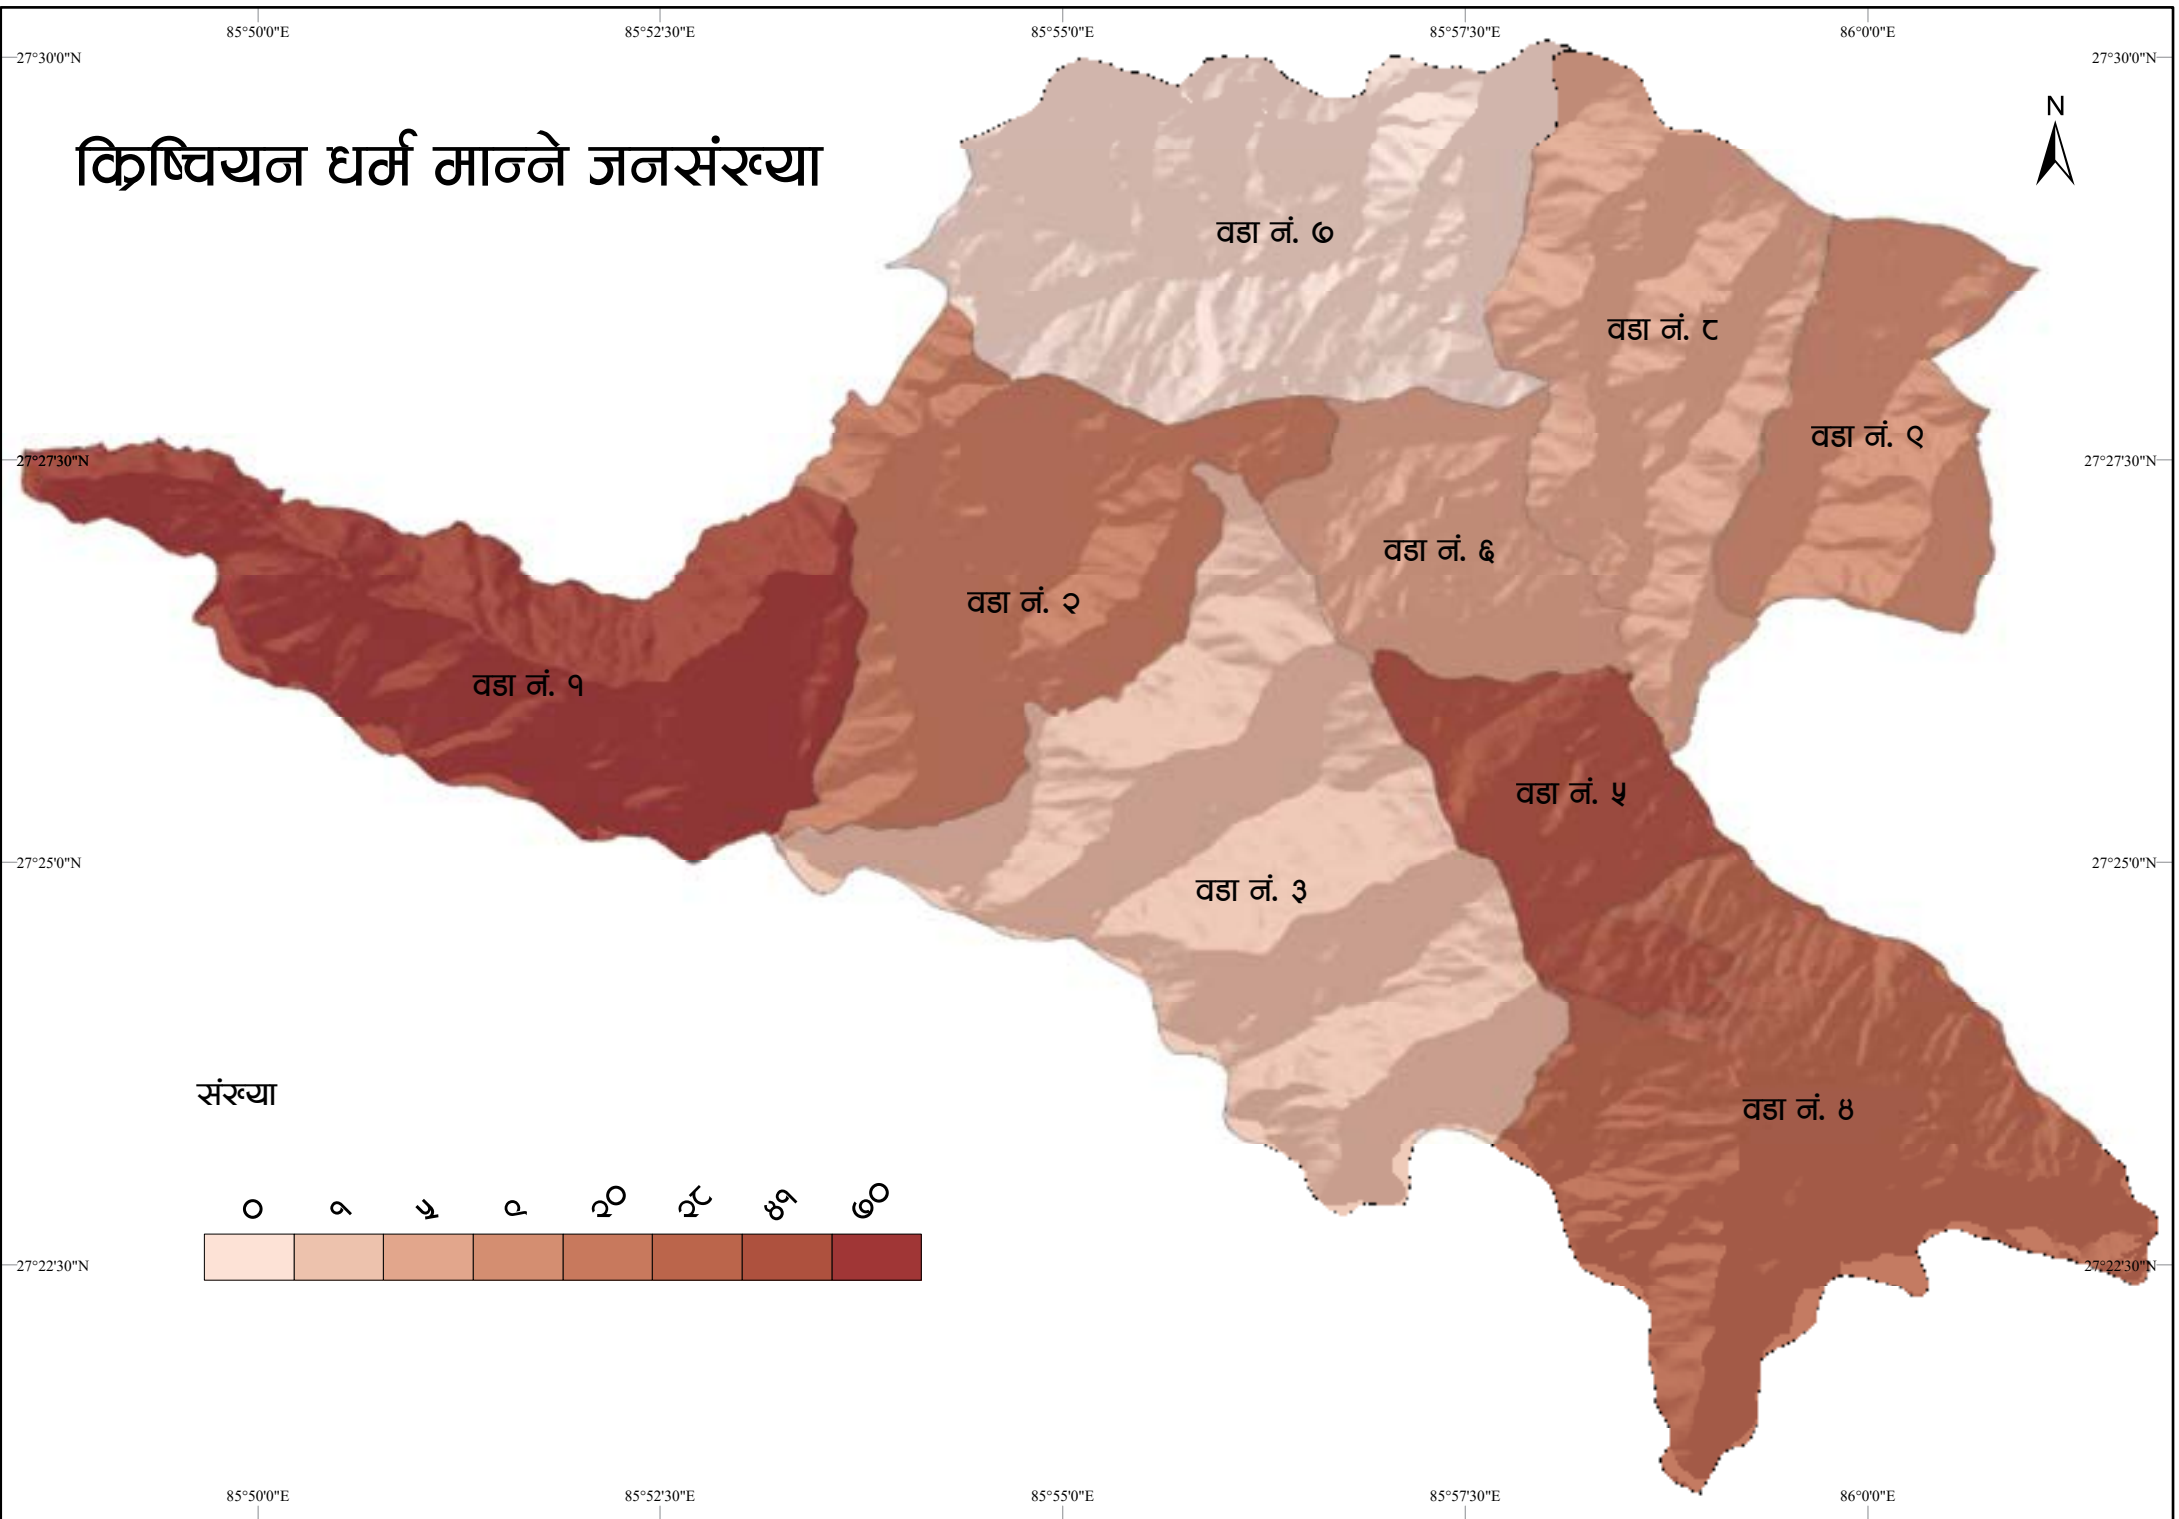 85°50'0"E 85°52'30"E 85°55'0"E 85°57'30"E 86°0'0"E
27°30'0"N 27°30'0"N
N
क्रिष्चियन धर्म मान्ने जनसंख्या
वडा नं. ७
वडा नं. ८
वडा नं. ९
27°27'30"N 27°27'30"N
वडा नं. ६
वडा नं. २
वडा नं. १
वडा नं. ५
27°25'0"N 27°25'0"N
वडा नं. ३
संख्या
वडा नं. ४
० १ ५ ९ २० २८ ४१ ७०
27°22'30"N 27°22'30"N
85°50'0"E 85°52'30"E 85°55'0"E 85°57'30"E 86°0'0"E